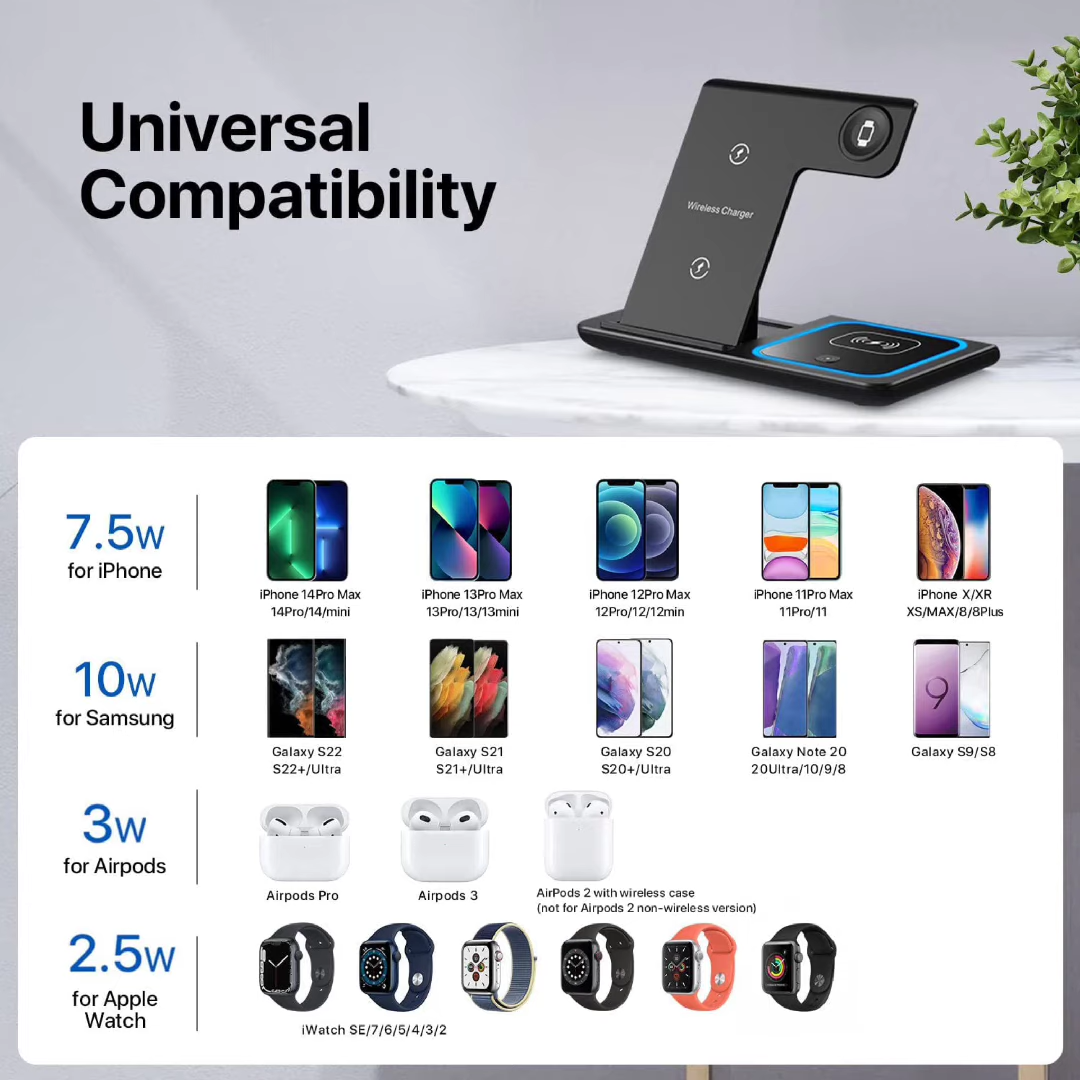 Universal
Compatibility
Wireless Charger
7.5W
for iPhone
iPhone 14Pro Max
14Pro/14/mini
iPhone 13Pro Max
13Pro/13/13mini
iPhone 12Pro Max
12Pro/12/12min
iPhone 11Pro Max
11Pro/11
iPhone X/XR
XS/MAX/8/8Plus
10W
for Samsung
9
Galaxy S22
S22+/Ultra
Galaxy S21
S21+/Ultra
Galaxy S20
S20+/Ultra
Galaxy Note 20
20Ultra/10/9/8
Galaxy S9/S8
3W
for Airpods
Airpods Pro
Airpods 3
AirPods 2 with wireless case
(not for Airpods 2 non-wireless version)
2.5W
for Apple
Watch
iWatch SE/7/6/5/4/3/2